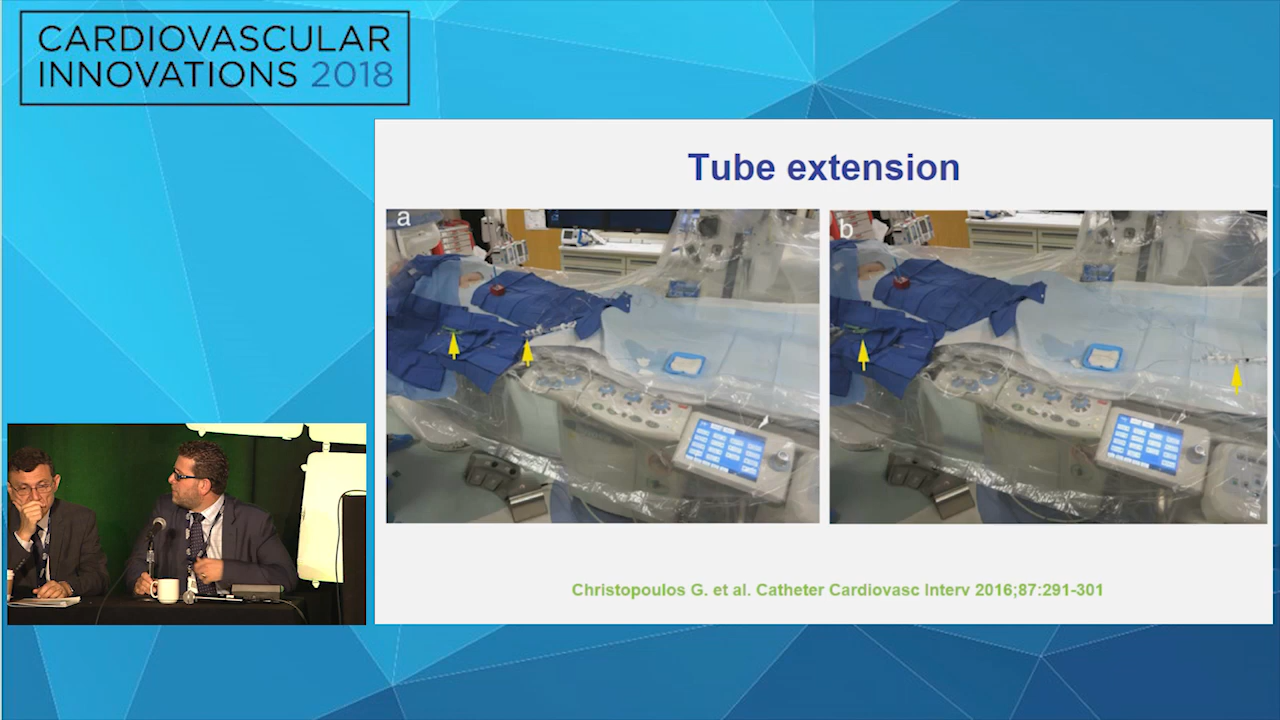 CARDIOVASCULAR
INNOVATIONS 2018
Tube extension
a
b
Christopoulos G. et al. Catheter Cardiovasc Interv 2016;87:291-301